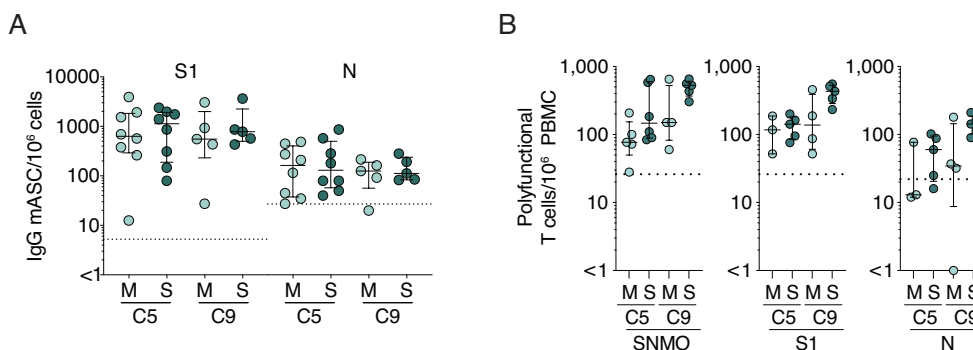 A
B
S1
N
IgG mASC/10⁶ cells
10000
1000
100
10
<1
M S M S M S M S
C5 C9 C5 C9
Polyfunctional
T cells/10⁶ PBMC
1,000
100
10
<1
M S M S
C5 C9
SNMO
1,000
100
10
<1
M S M S
C5 C9
S1
1,000
100
10
<1
M S M S
C5 C9
N